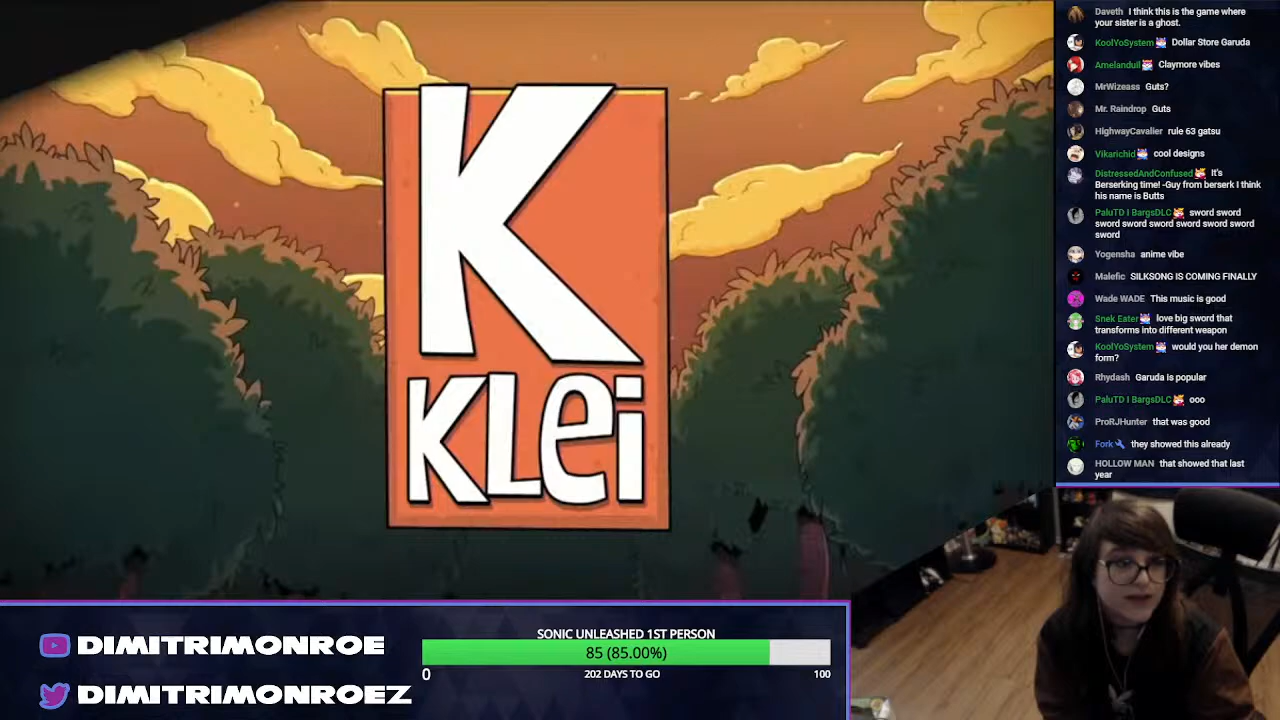 K
KLei
Daveth I think this is the game where
your sister is a ghost.
KoolYoSystem Dollar Store Garuda
Amelanduil Claymore vibes
MrWizeass Guts?
Mr. Raindrop Guts
HighwayCavalier rule 63 gatsu
Vikarichid cool designs
DistressedAndConfused It's
Berserking time! -Guy from berserk I think
his name is Butts
PaluTD I BargsDLC sword sword
sword sword sword sword sword sword
sword
Yogensha anime vibe
Malefic SILKSONG IS COMING FINALLY
Wade WADE This music is good
Snek Eater love big sword that
transforms into different weapon
KoolYoSystem would you her demon
form?
Rhydash Garuda is popular
PaluTD I BargsDLC ooo
ProRJHunter that was good
Fork they showed this already
HOLLOW MAN that showed that last
year
DIMITRIMONROE
DIMITRIMONROEZ
SONIC UNLEASHED 1ST PERSON
85 (85.00%)
0 202 DAYS TO GO 100